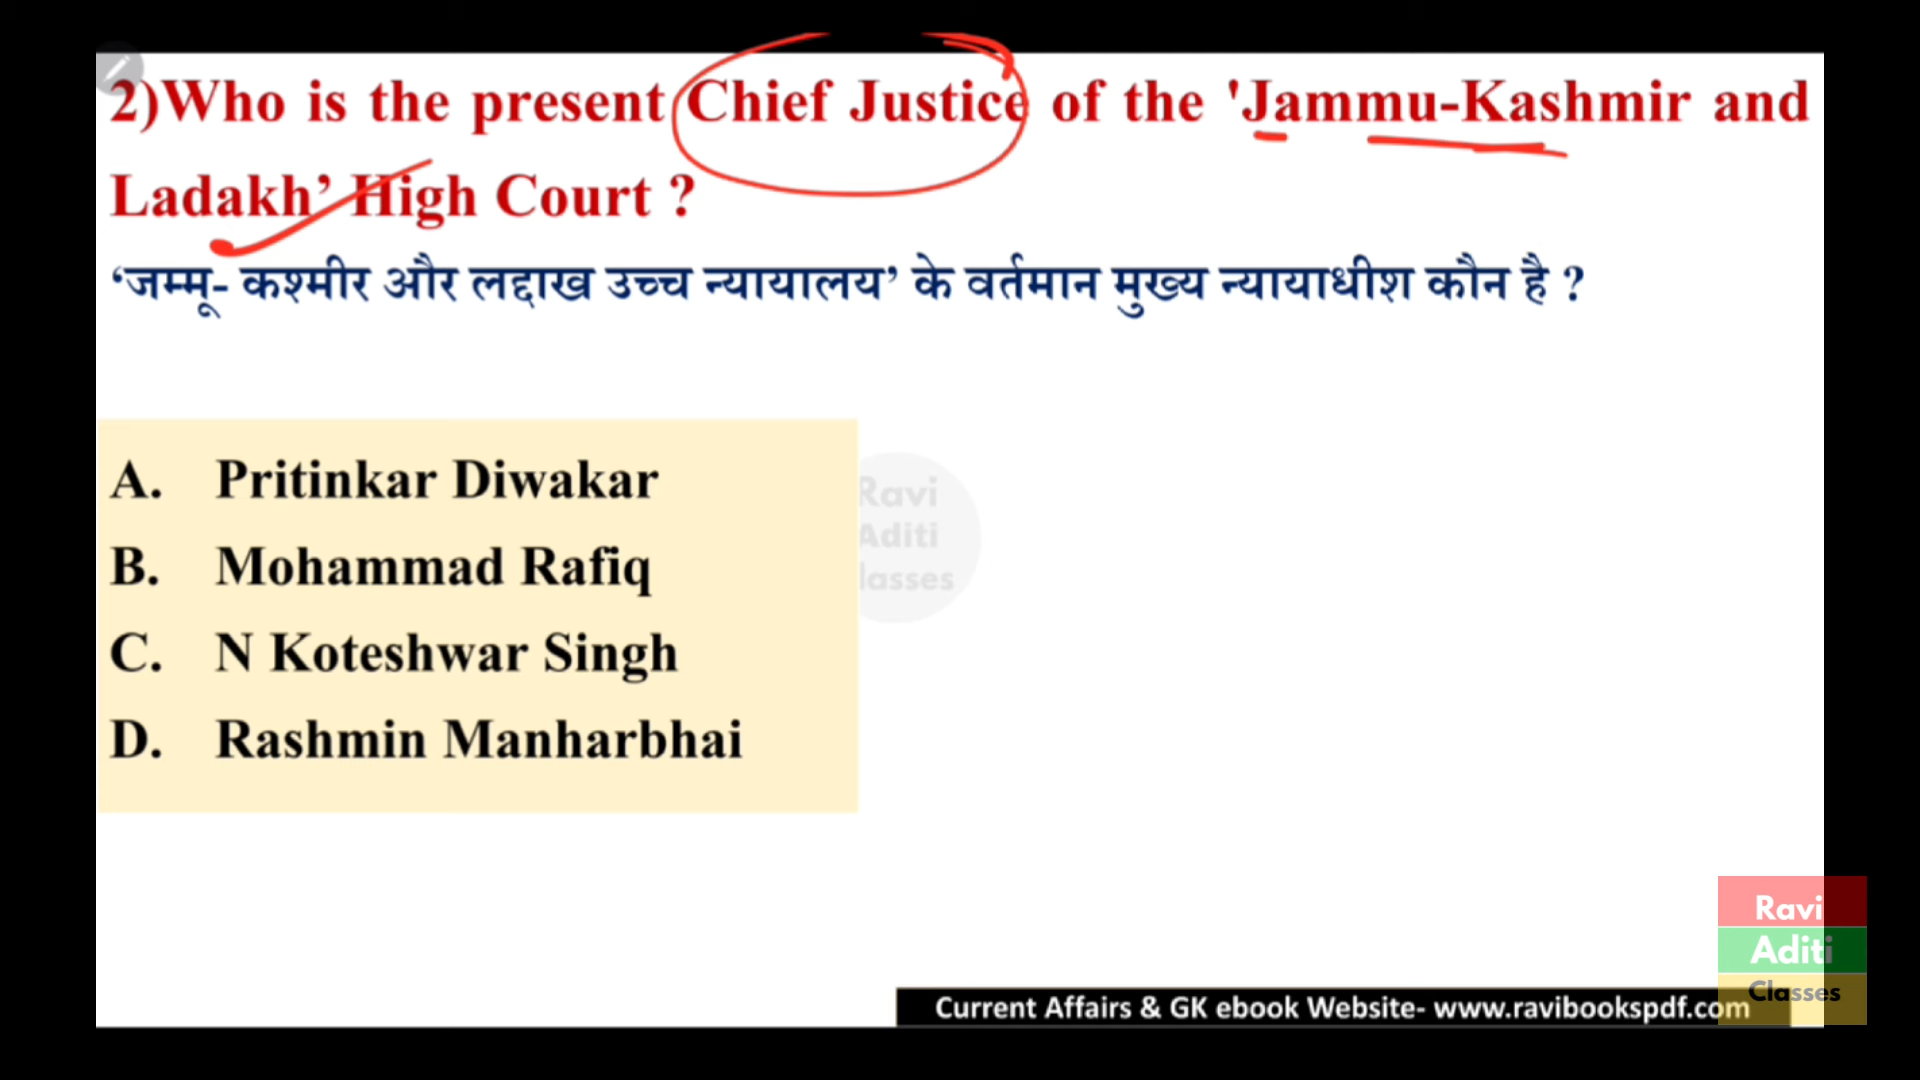 2)Who is the present Chief Justice of the 'Jammu-Kashmir and
Ladakh’ High Court ?
‘जम्मू- कश्मीर और लद्दाख उच्च न्यायालय’ के वर्तमान मुख्य न्यायाधीश कौन है ?
A. Pritinkar Diwakar
B. Mohammad Rafiq
C. N Koteshwar Singh
D. Rashmin Manharbhai
Ravi
Aditi
lasses
Ravi
Aditi
Classes
Current Affairs & GK ebook Website- www.ravibookspdf.com